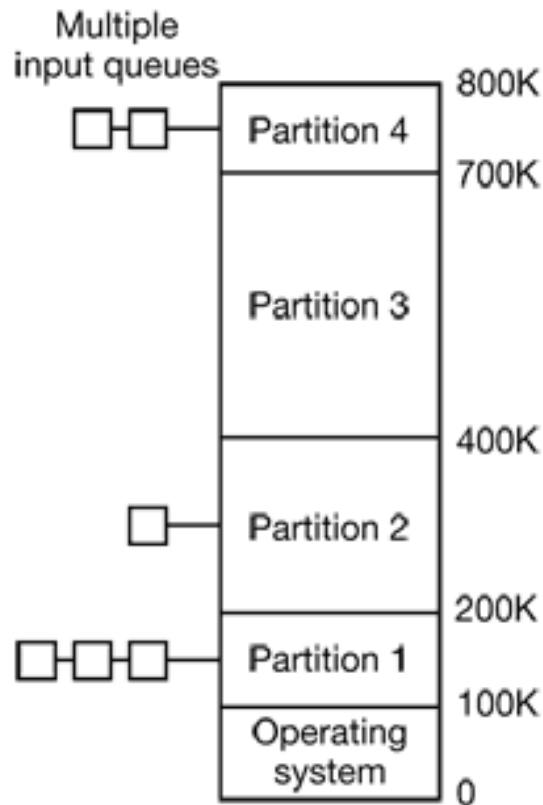 Multiple
input queues
800K
Partition 4
700K
Partition 3
400K
Partition 2
200K
Partition 1
100K
Operating
system
0